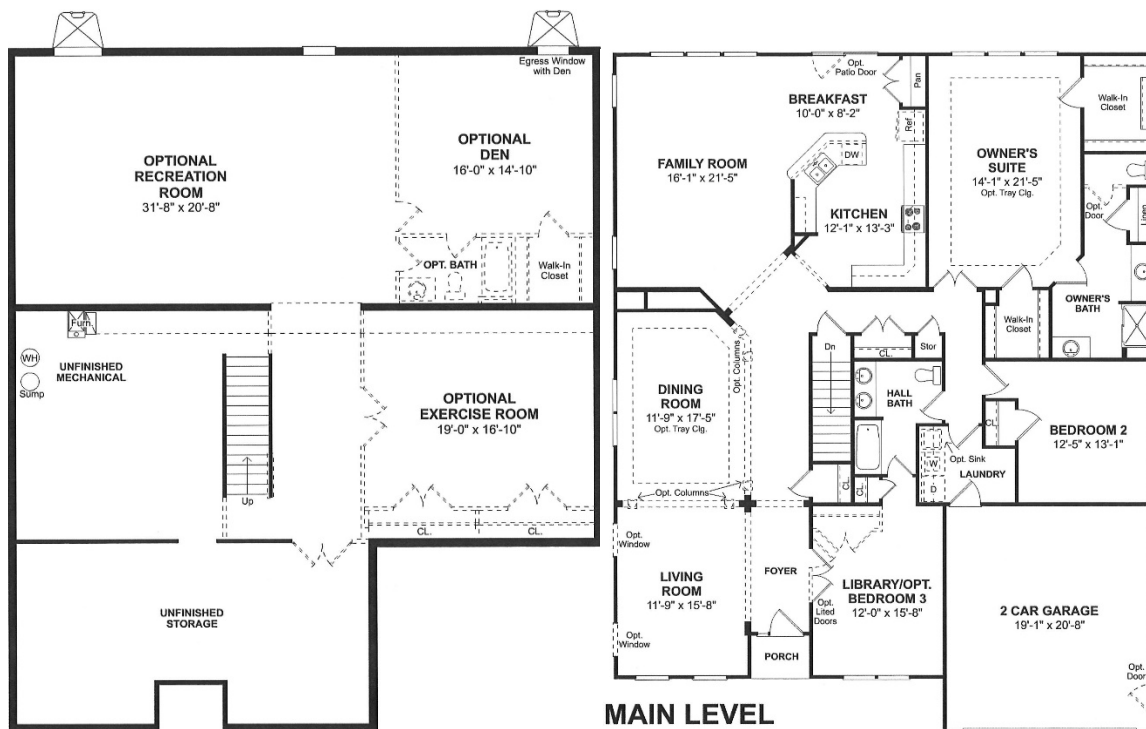 Egress Window
with Den
OPTIONAL
RECREATION
ROOM
31'-8" x 20'-8"
OPTIONAL
DEN
16'-0" x 14'-10"
OPT. BATH
Walk-In
Closet
Furn.
WH
Sump
UNFINISHED
MECHANICAL
Up
OPTIONAL
EXERCISE ROOM
19'-0" x 16'-10"
CL.
CL.
UNFINISHED
STORAGE
Opt.
Patio Door
Pan
BREAKFAST
10'-0" x 8'-2"
Ref
DW
FAMILY ROOM
16'-1" x 21'-5"
KITCHEN
12'-1" x 13'-3"
OWNER'S
SUITE
14'-1" x 21'-5"
Opt. Tray Clg.
Walk-In
Closet
Opt.
Door
Linen
OWNER'S
BATH
Walk-In
Closet
Dn
CL.
Stor
Opt. Columns
DINING
ROOM
11'-9" x 17'-5"
Opt. Tray Clg.
HALL
BATH
CL
BEDROOM 2
12'-5" x 13'-1"
Opt. Sink
W
D
LAUNDRY
CL.
CL
Opt. Columns
Opt.
Window
LIVING
ROOM
11'-9" x 15'-8"
Opt.
Window
FOYER
Opt.
Lited
Doors
LIBRARY/OPT.
BEDROOM 3
12'-0" x 15'-8"
2 CAR GARAGE
19'-1" x 20'-8"
Opt.
Door
PORCH
MAIN LEVEL